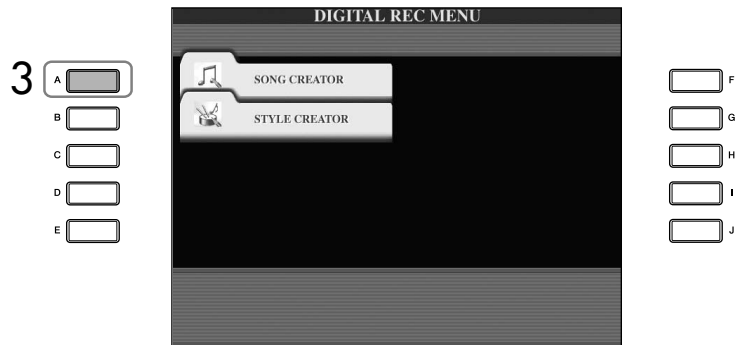 DIGITAL REC MENU
3
A
SONG CREATOR
F
B
STYLE CREATOR
G
C
H
D
I
E
J